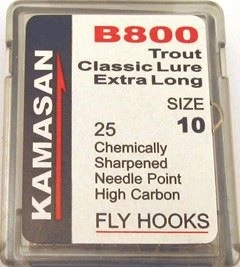 KAMASAN
B800
Trout
Classic Lure
Extra Long
SIZE
10
25
Chemically
Sharpened
Needle Point
High Carbon
FLY HOOKS